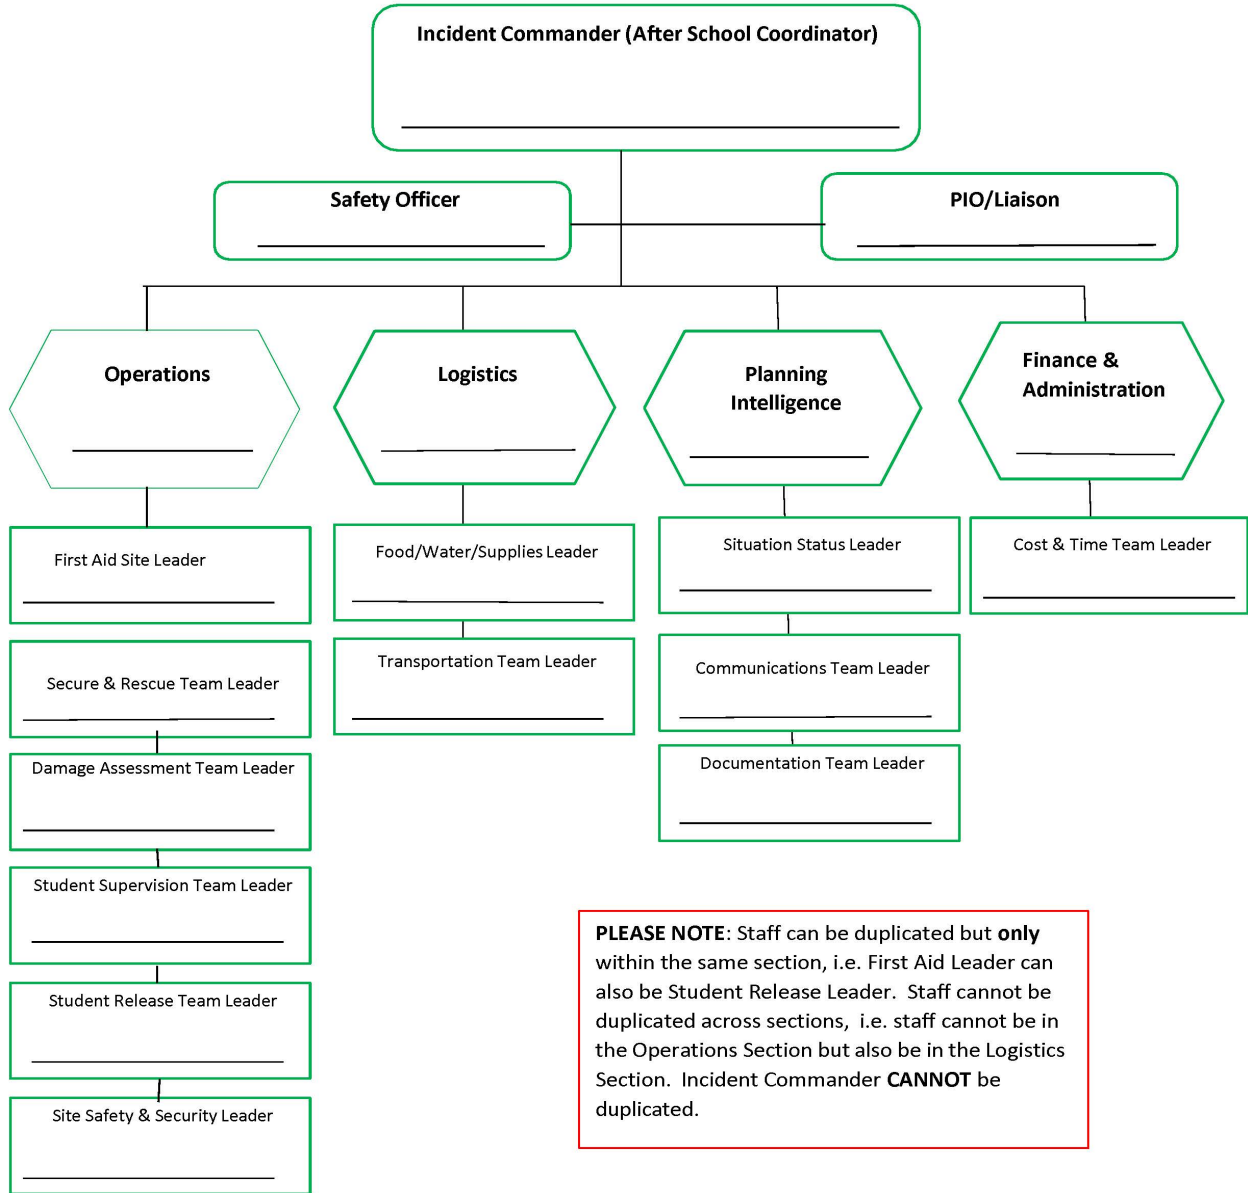 Incident Commander (After School Coordinator)
Safety Officer
PIO/Liaison
Operations
Logistics
Planning
Intelligence
Finance &
Administration
First Aid Site Leader
Secure & Rescue Team Leader
Damage Assessment Team Leader
Student Supervision Team Leader
Student Release Team Leader
Site Safety & Security Leader
Food/Water/Supplies Leader
Transportation Team Leader
Situation Status Leader
Communications Team Leader
Documentation Team Leader
Cost & Time Team Leader
PLEASE NOTE: Staff can be duplicated but only
within the same section, i.e. First Aid Leader can
also be Student Release Leader.  Staff cannot be
duplicated across sections,  i.e. staff cannot be in
the Operations Section but also be in the Logistics
Section.  Incident Commander CANNOT be
duplicated.